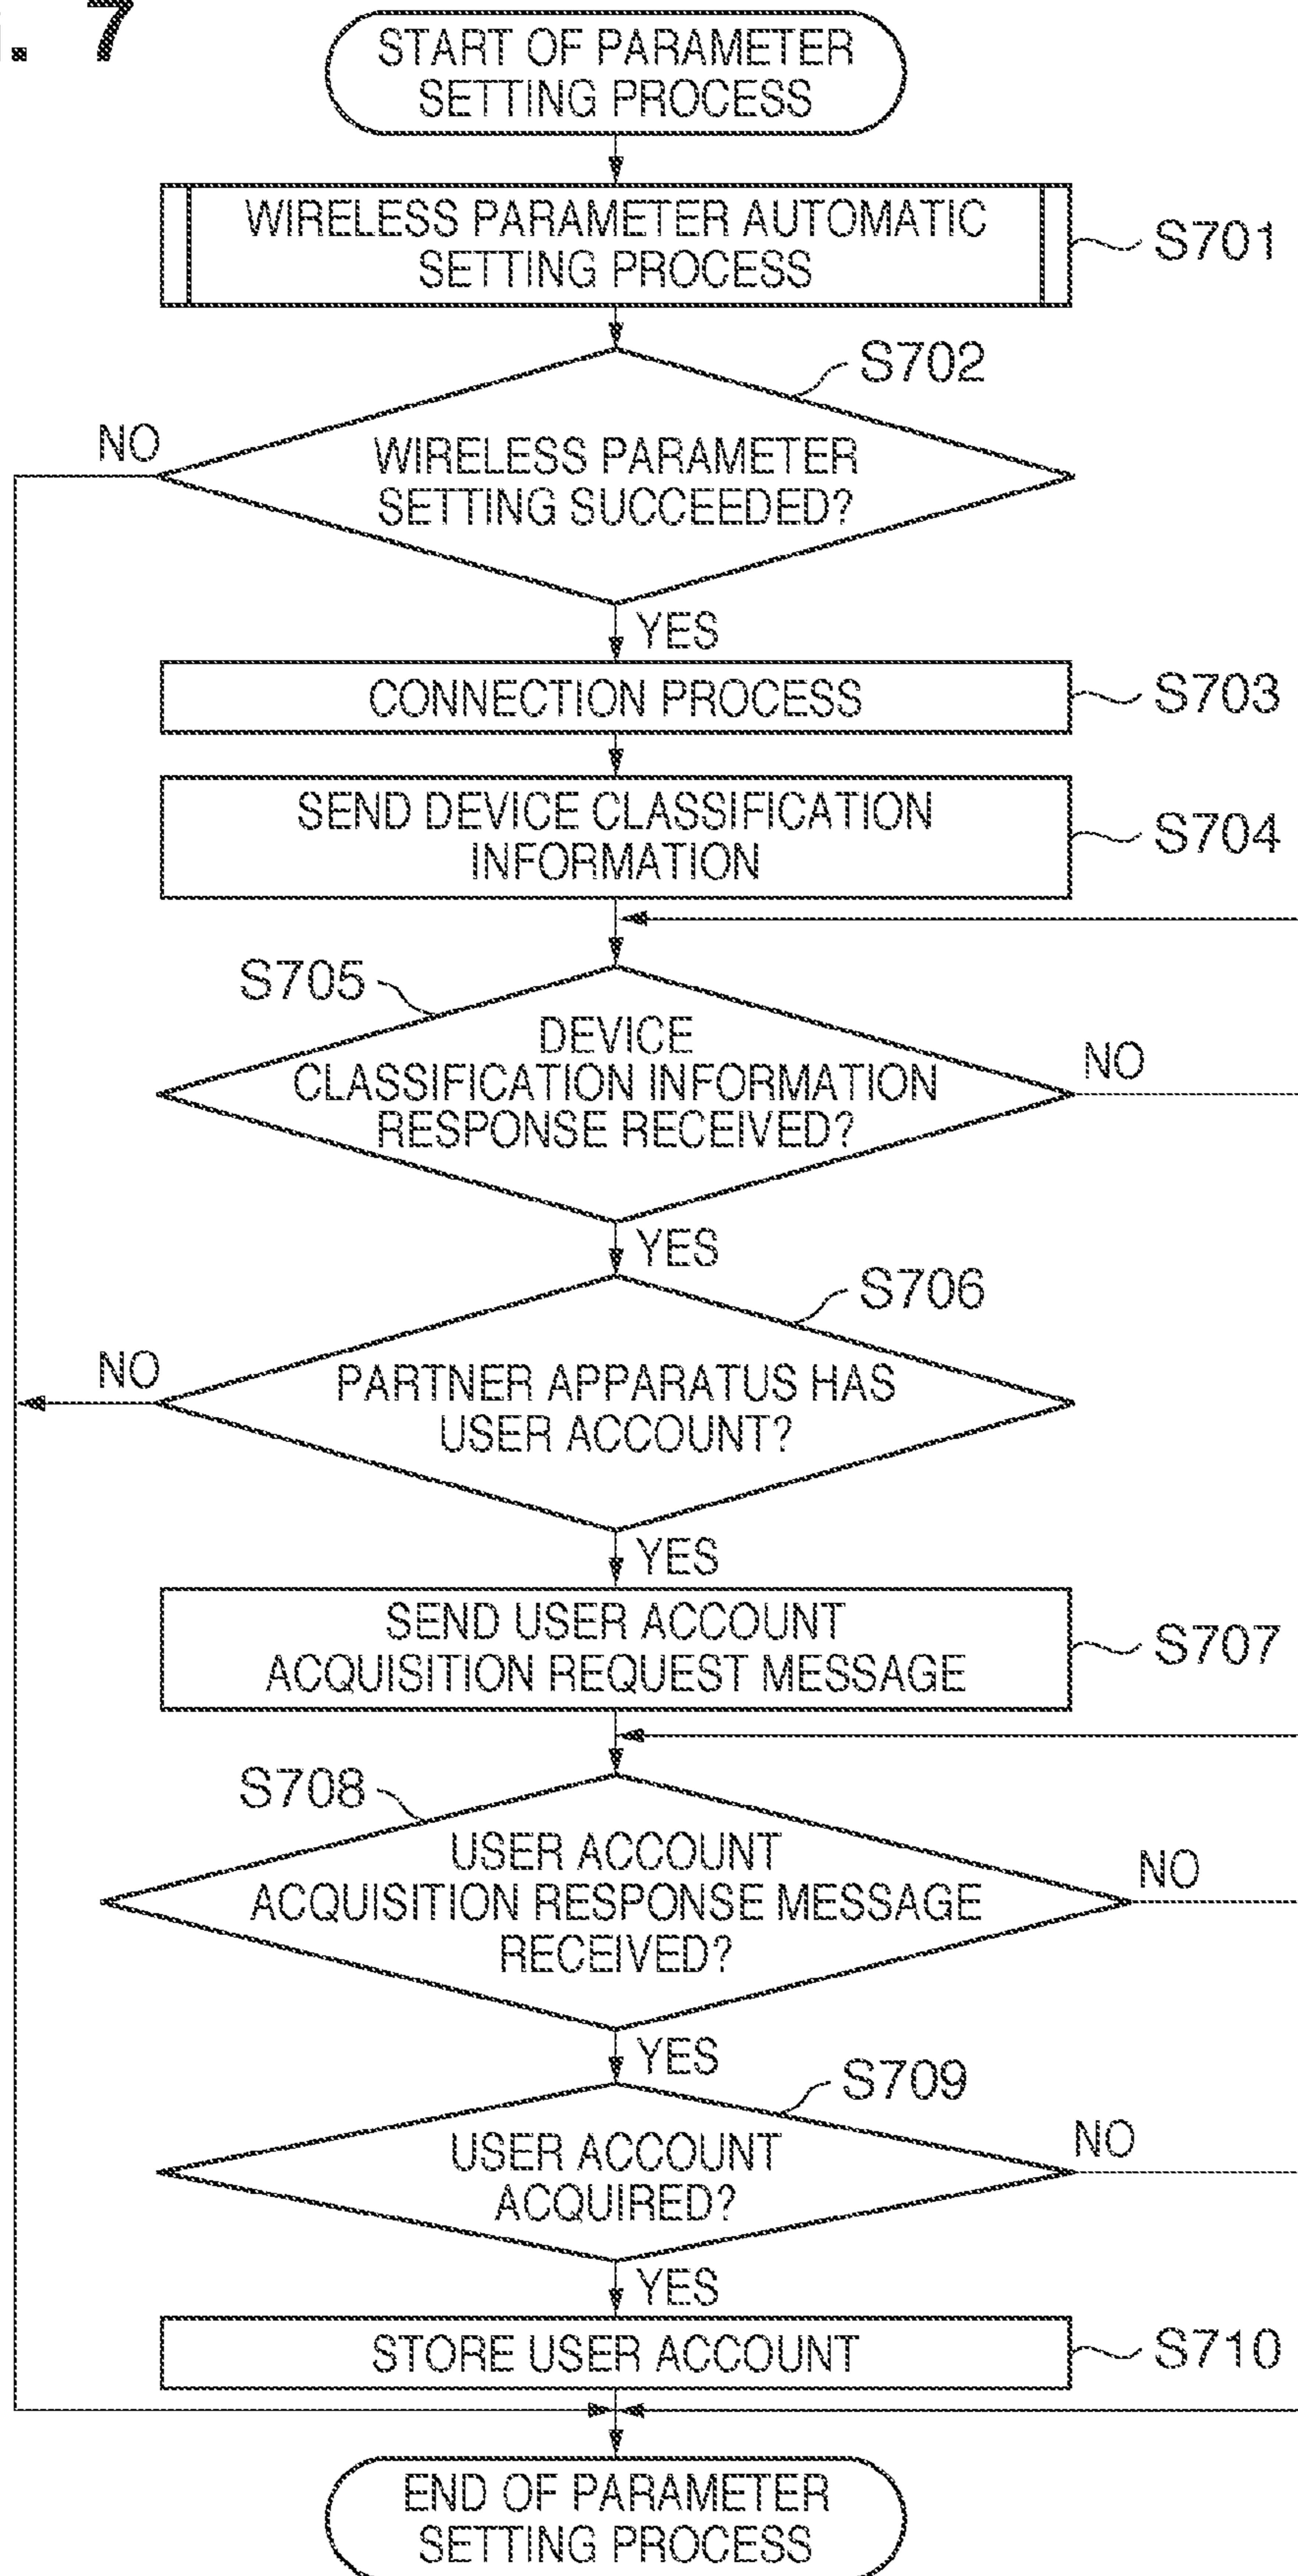 . 7
START OF PARAMETER
SETTING PROCESS
WIRELESS PARAMETER AUTOMATIC
SETTING PROCESS
S701
S702
NO
WIRELESS PARAMETER
SETTING SUCCEEDED?
YES
CONNECTION PROCESS
S703
SEND DEVICE CLASSIFICATION
INFORMATION
S704
S705
DEVICE
CLASSIFICATION INFORMATION
RESPONSE RECEIVED?
NO
YES
S706
NO
PARTNER APPARATUS HAS
USER ACCOUNT?
YES
SEND USER ACCOUNT
ACQUISITION REQUEST MESSAGE
S707
S708
USER ACCOUNT
ACQUISITION RESPONSE MESSAGE
RECEIVED?
NO
YES
S709
USER ACCOUNT
ACQUIRED?
NO
YES
STORE USER ACCOUNT
S710
END OF PARAMETER
SETTING PROCESS